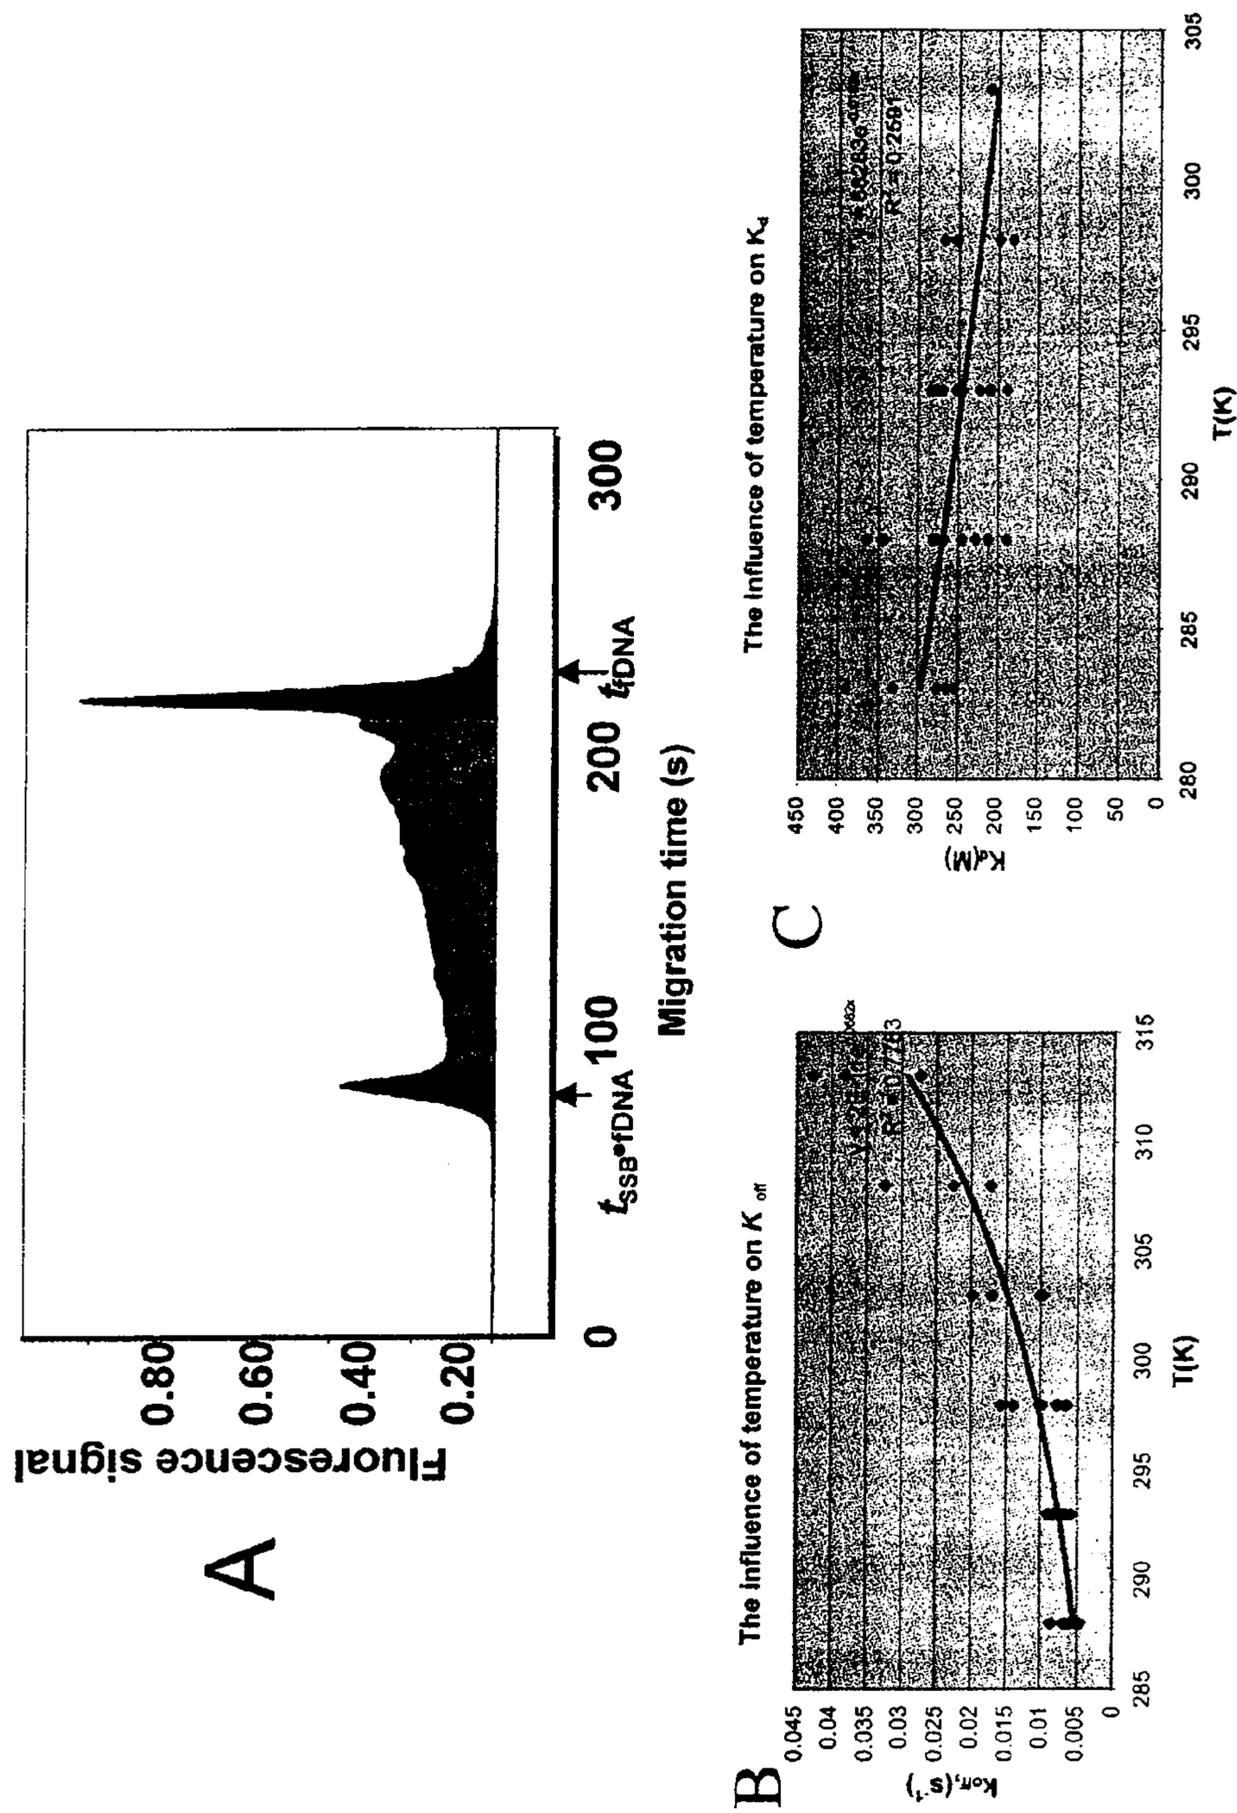 A
Fluorescence signal
0.80
0.60
0.40
0.20
0
100
200
300
tSSB•fDNA
tfDNA
Migration time (s)
B
The influence of temperature on K off
koff,(s-1)
0.045
0.04
0.035
0.03
0.025
0.02
0.015
0.01
0.005
0
285
290
295
300
305
310
315
T(K)
C
The influence of temperature on Kd
R² = 0.2591
Kd(M)
450
400
350
300
250
200
150
100
50
0
280
285
290
295
300
305
T(K)